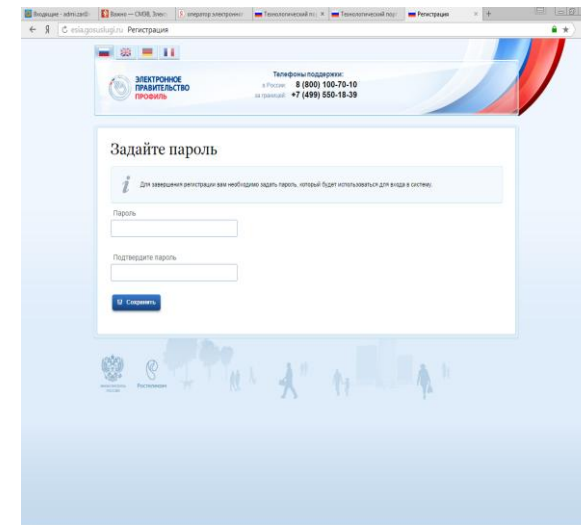 Входящие - admi.ce@
Важно — СМЭВ, Элек
оператор электронно
Технологический по
Технологический пор
Регистрация
esia.gosuslugi.ru Регистрация
ЭЛЕКТРОННОЕ
ПРАВИТЕЛЬСТВО
ПРОФИЛЬ
Телефоны поддержки:
в России: 8 (800) 100-70-10
за границей: +7 (499) 550-18-39
Задайте пароль
Для завершения регистрации вам необходимо задать пароль, который будет использоваться для входа в систему.
Пароль
Подтвердите пароль
Сохранить
Ростелеком